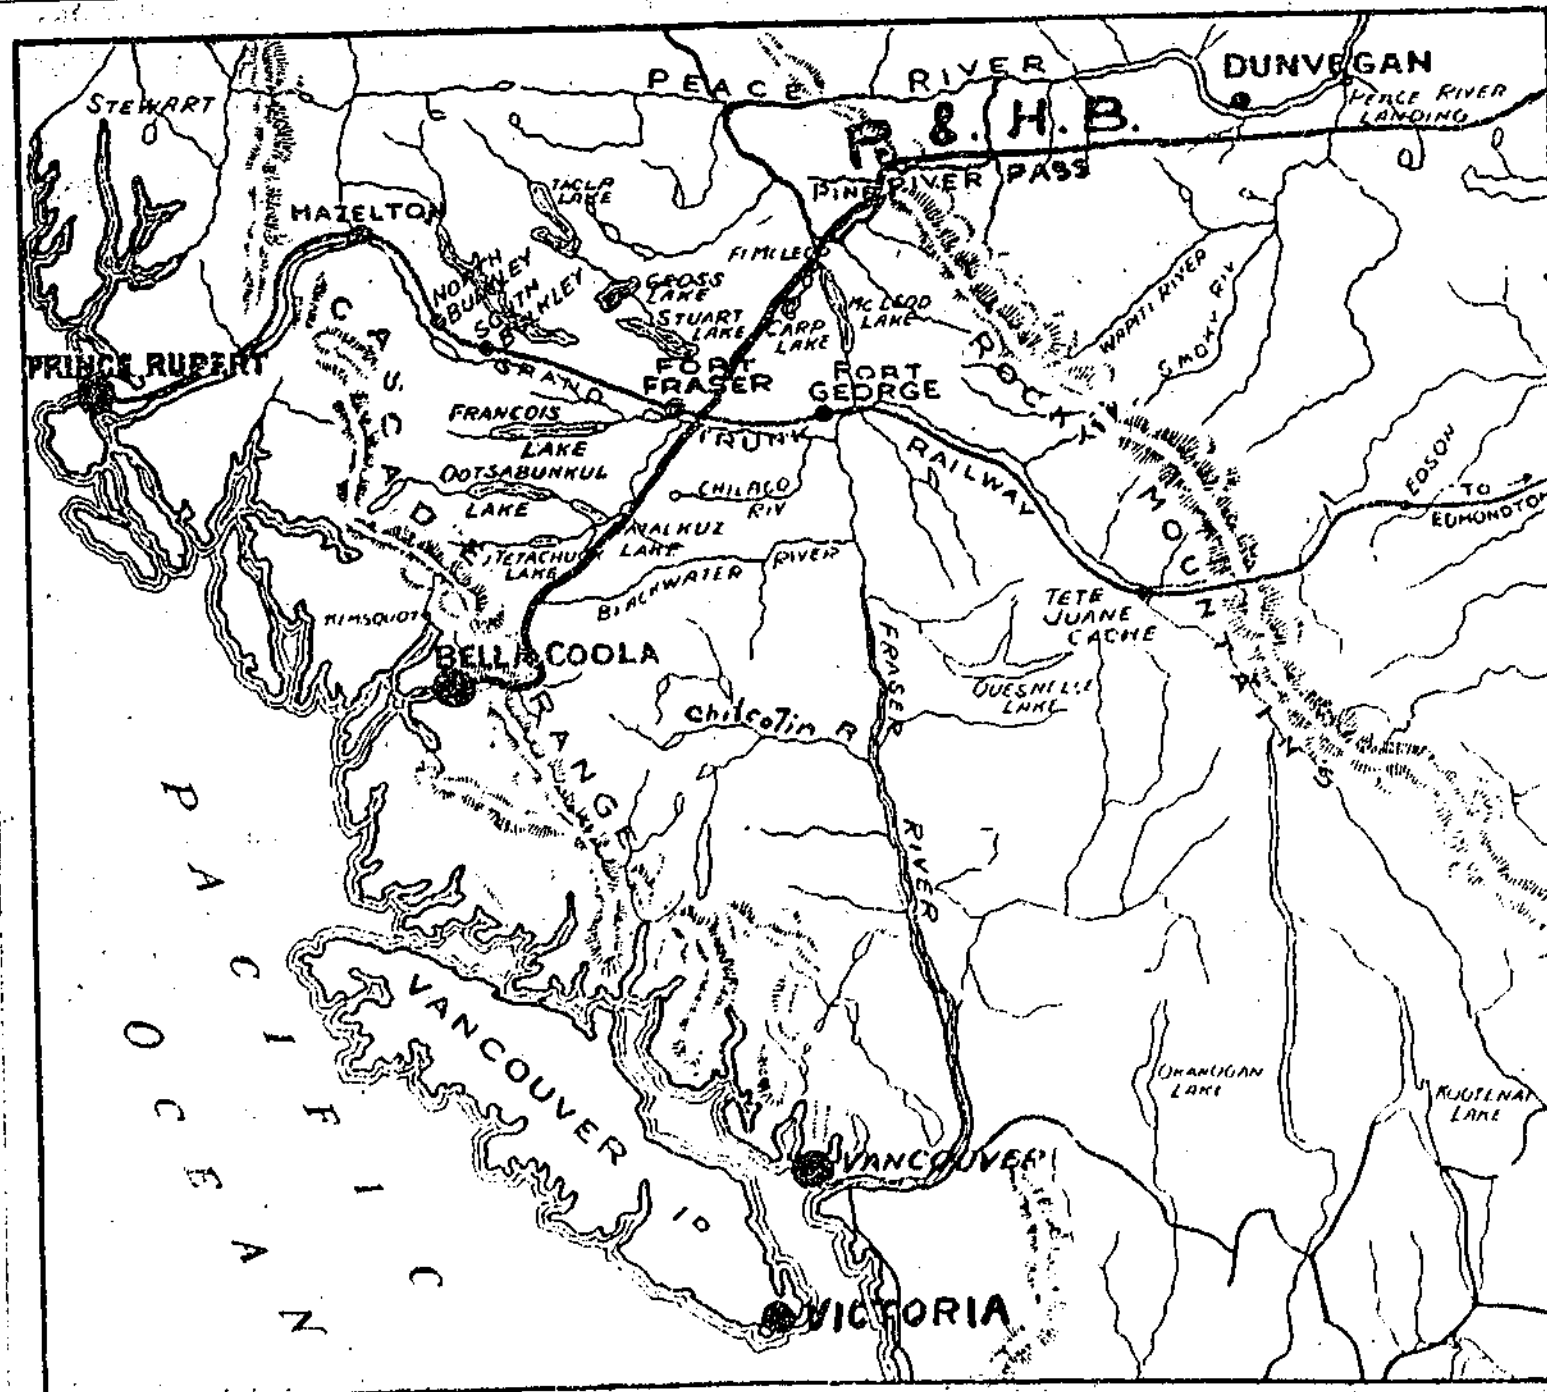 PEACE RIVER
DUNVEGAN
PEACE RIVER
LANDING
STEWART
P. & H. B.
PINE RIVER PASS
TACLA
LAKE
HAZELTON
FT MCLEOD
NORTH
BULKLEY
SOUTH
BULKLEY
CROSS
LAKE
STUART
LAKE
CARP
LAKE
MC LEOD
LAKE
WAPITI RIVER
SMOKY RIV
PRINCE RUPERT
FORT
FRASER
FORT
GEORGE
GRAND TRUNK RAILWAY
ROCKY MOUNTAINS
CASCADE RANGE
FRANCOIS
LAKE
OOTSABUNKUL
LAKE
CHILACO
RIV
EDSON
TO
EDMONTON
NALKUZ
LAKE
TETACHUCK
LAKE
BLACKWATER RIVER
TETE
JUANE
CACHE
KIMSQUOT
BELLA COOLA
QUESNELLE
LAKE
Chilcotin R
FRASER RIVER
PACIFIC
OCEAN
VANCOUVER ID
OKANOGAN
LAKE
KOOTENAY
LAKE
VANCOUVER
VICTORIA